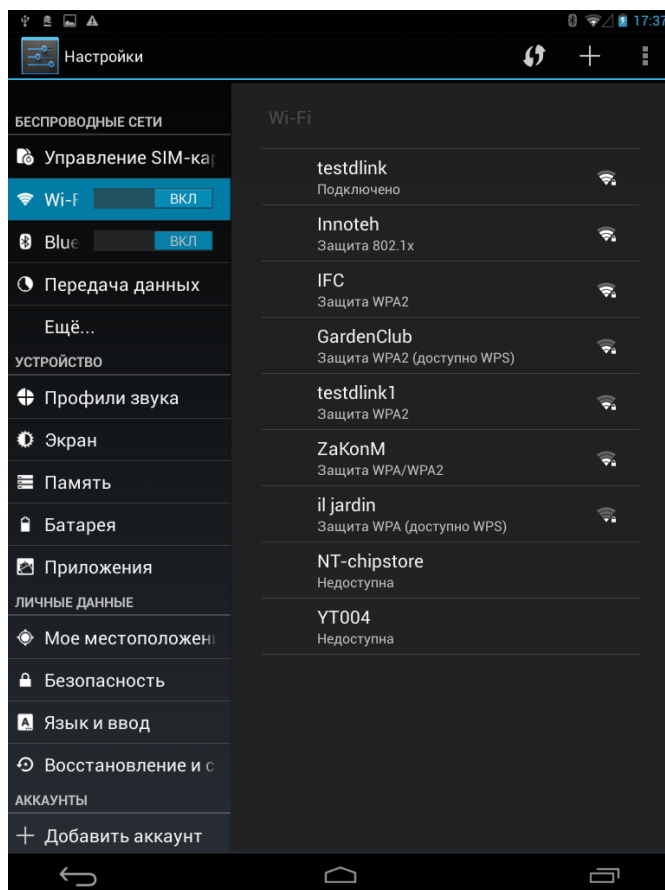 17:37
Настройки
БЕСПРОВОДНЫЕ СЕТИ
Управление SIM-кар
Wi-F ВКЛ
Blue ВКЛ
Передача данных
Ещё...
УСТРОЙСТВО
Профили звука
Экран
Память
Батарея
Приложения
ЛИЧНЫЕ ДАННЫЕ
Мое местоположени
Безопасность
Язык и ввод
Восстановление и с
АККАУНТЫ
Добавить аккаунт
Wi-Fi
testdlink
Подключено
Innoteh
Защита 802.1x
IFC
Защита WPA2
GardenClub
Защита WPA2 (доступно WPS)
testdlink1
Защита WPA2
ZaKonM
Защита WPA/WPA2
il jardin
Защита WPA (доступно WPS)
NT-chipstore
Недоступна
YT004
Недоступна